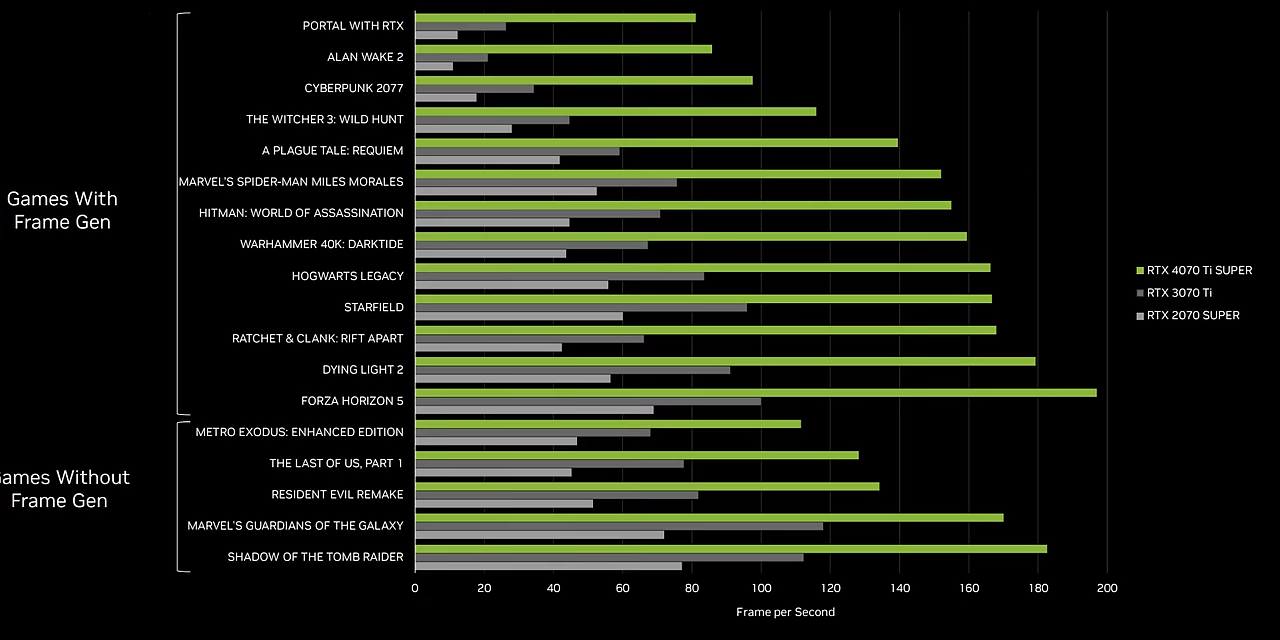 PORTAL WITH RTX
ALAN WAKE 2
CYBERPUNK 2077
THE WITCHER 3: WILD HUNT
A PLAGUE TALE: REQUIEM
MARVEL'S SPIDER-MAN MILES MORALES
HITMAN: WORLD OF ASSASSINATION
WARHAMMER 40K: DARKTIDE
HOGWARTS LEGACY
STARFIELD
RATCHET & CLANK: RIFT APART
DYING LIGHT 2
FORZA HORIZON 5
METRO EXODUS: ENHANCED EDITION
THE LAST OF US, PART 1
RESIDENT EVIL REMAKE
MARVEL'S GUARDIANS OF THE GALAXY
SHADOW OF THE TOMB RAIDER
Games With
Frame Gen
ames Without
Frame Gen
RTX 4070 Ti SUPER
RTX 3070 Ti
RTX 2070 SUPER
0 20 40 60 80 100 120 140 160 180 200
Frame per Second